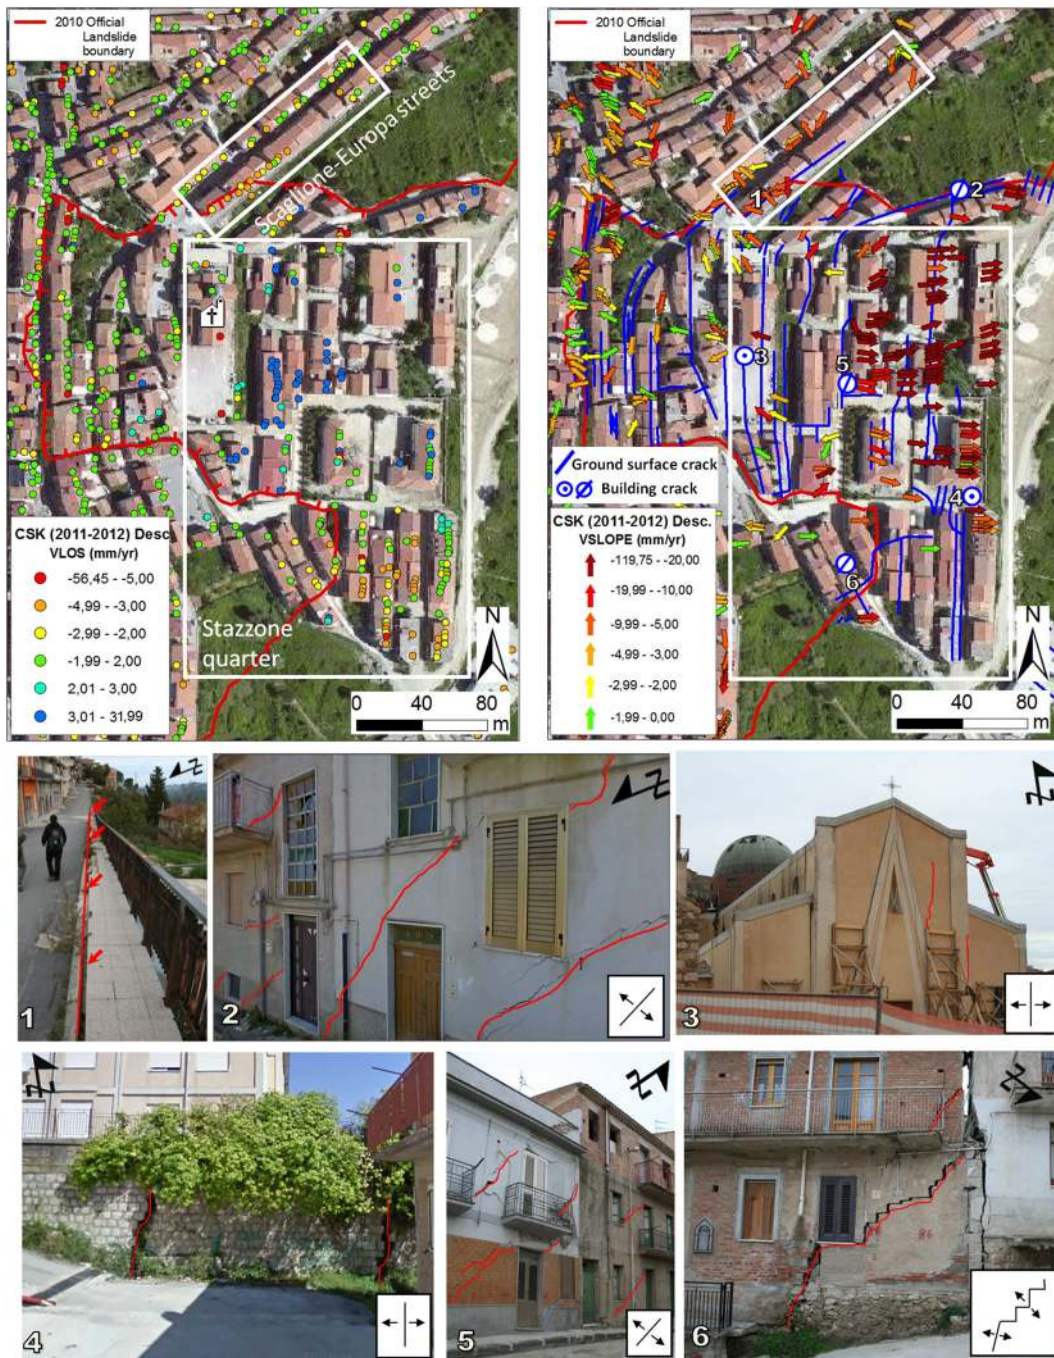 2010 Official
Landslide
boundary
Scaglione-Europa streets
Stazzone
quarter
CSK (2011-2012) Desc.
VLOS (mm/yr)
-56,45 - -5,00
-4,99 - -3,00
-2,99 - -2,00
-1,99 - 2,00
2,01 - 3,00
3,01 - 31,99
N
0 40 80
m
2010 Official
Landslide
boundary
1
2
3
5
4
6
Ground surface crack
Building crack
CSK (2011-2012) Desc.
VSLOPE (mm/yr)
-119,75 - -20,00
-19,99 - -10,00
-9,99 - -5,00
-4,99 - -3,00
-2,99 - -2,00
-1,99 - 0,00
N
0 40 80
m
N
1
N
2
N
3
N
4
N
5
N
86
6